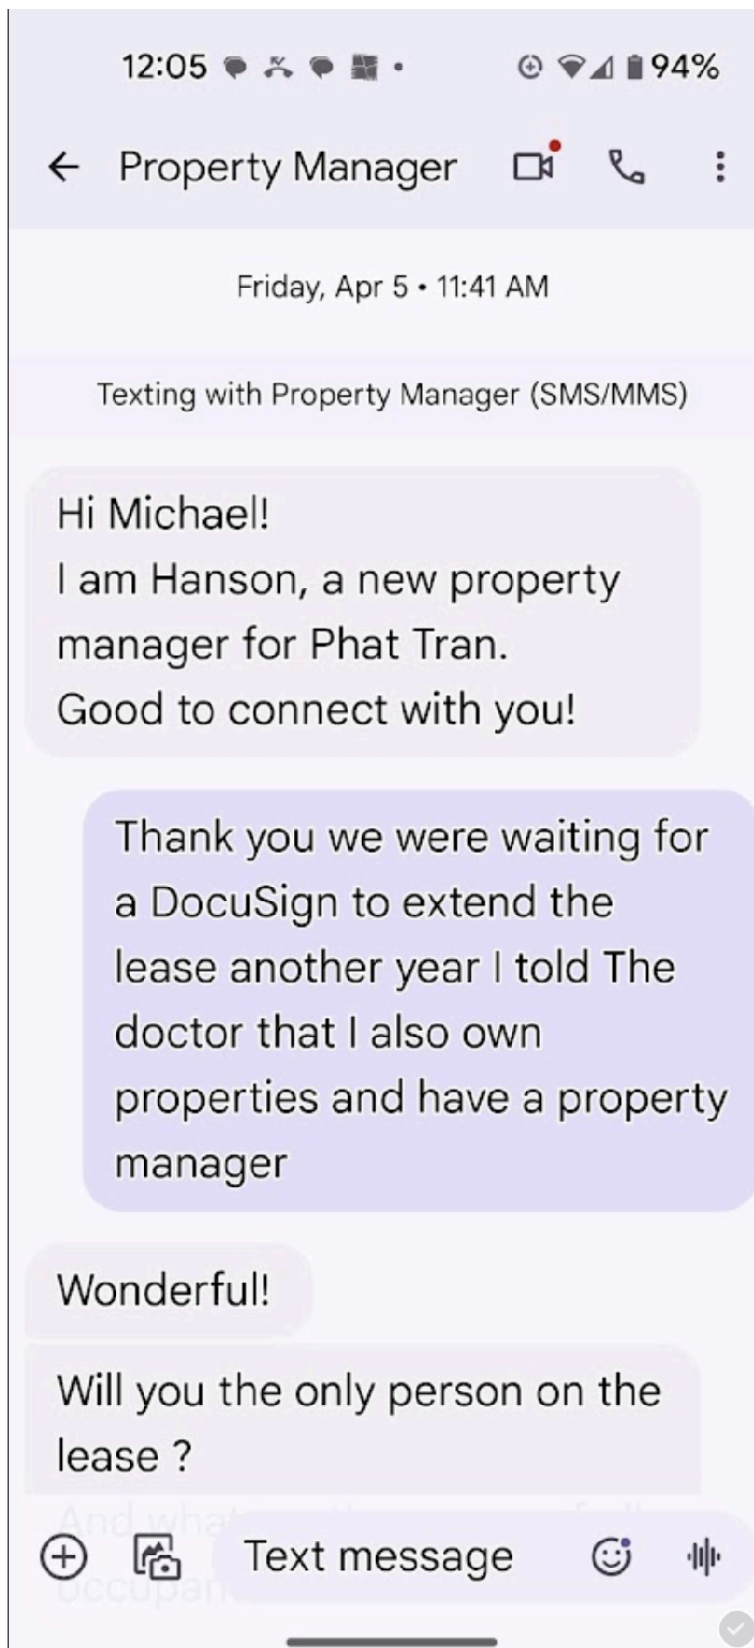 12:05
94%
Property Manager
Friday, Apr 5 • 11:41 AM
Texting with Property Manager (SMS/MMS)
Hi Michael!
I am Hanson, a new property
manager for Phat Tran.
Good to connect with you!
Thank you we were waiting for
a DocuSign to extend the
lease another year I told The
doctor that I also own
properties and have a property
manager
Wonderful!
Will you the only person on the
lease ?
And
Text message